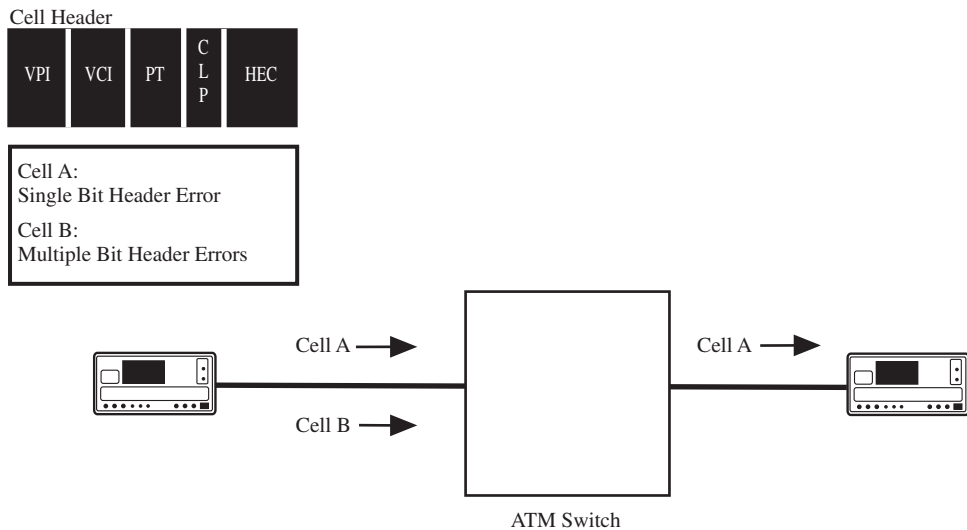 Cell Header
VPI VCI PT CLP HEC
Cell A:
Single Bit Header Error
Cell B:
Multiple Bit Header Errors
Cell A
Cell A
Cell B
ATM Switch